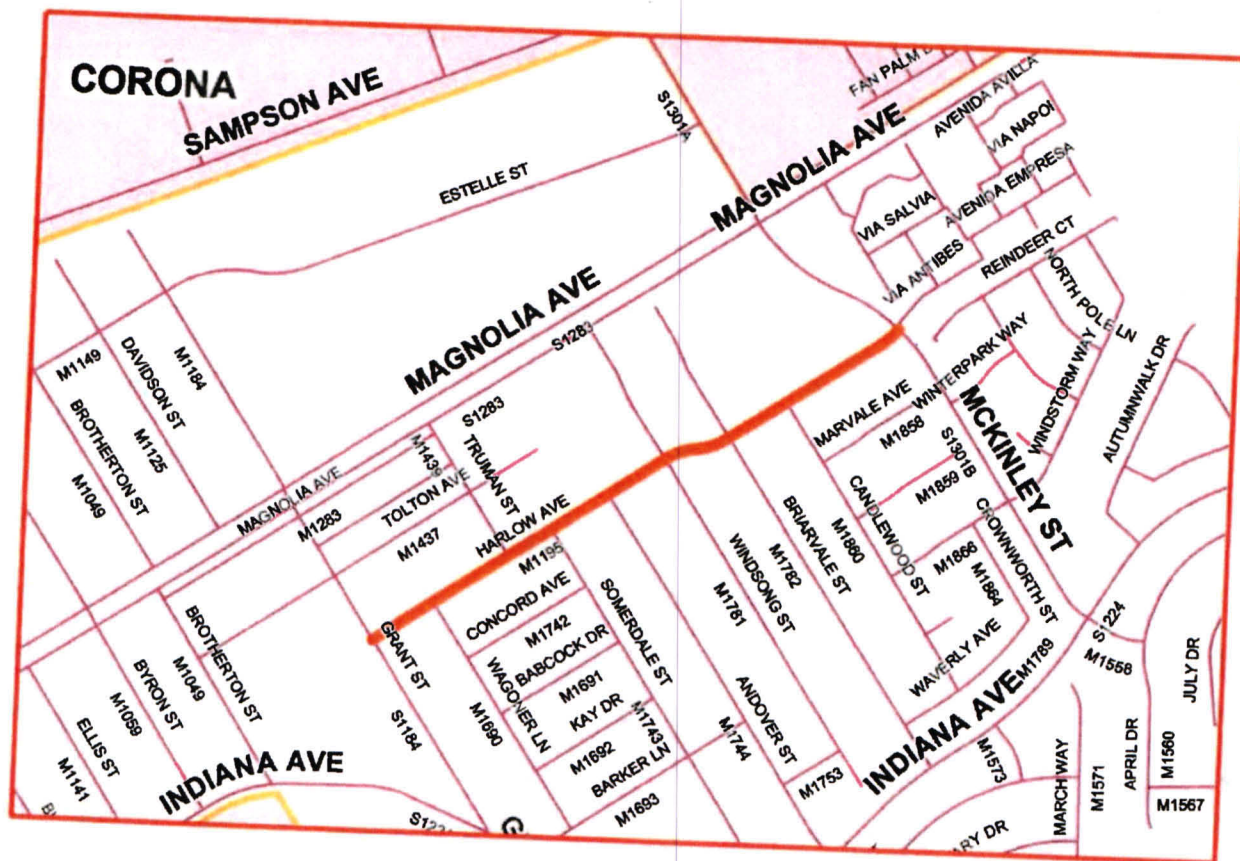 CORONA
SAMPSON AVE
FAN PALM
S1301A
MAGNOLIA AVE
AVENIDA AVILLA
VIA NAPOI
ESTELLE ST
AVENIDA EMPRESA
VIA SALVIA
VIA ANTIBES
REINDEER CT
NORTH POLE LN
MAGNOLIA AVE
S1283
M1149
DAVIDSON ST
M1184
WINTERPARK WAY
WINDSTORM WAY
AUTUMNWALK DR
BROTHERTON ST
M1125
M1049
S1283
M1439
TRUMAN ST
MARVALE AVE
M1858
MCKINLEY ST
S1301B
M1859
MAGNOLIA AVE
M1283
TOLTON AVE
M1437
HARLOW AVE
M1195
CANDLEWOOD ST
M1860
BRIARVALE ST
M1782
WINDSONG ST
M1781
CROWNWORTH ST
M1866
M1864
CONCORD AVE
M1742
BABCOCK DR
M1691
KAY DR
M1692
BARKER LN
M1693
SOMERDALE ST
M1743
M1744
WAGONER LN
M1690
GRANT ST
S1184
BROTHERTON ST
M1049
BYRON ST
M1059
ELLIS ST
M1141
INDIANA AVE
ANDOVER ST
M1753
WAVERLY AVE
INDIANA AVE
M1789
S1224
M1558
JULY DR
M1573
MARCH WAY
M1571
APRIL DR
M1560
M1567
ARY DR
G